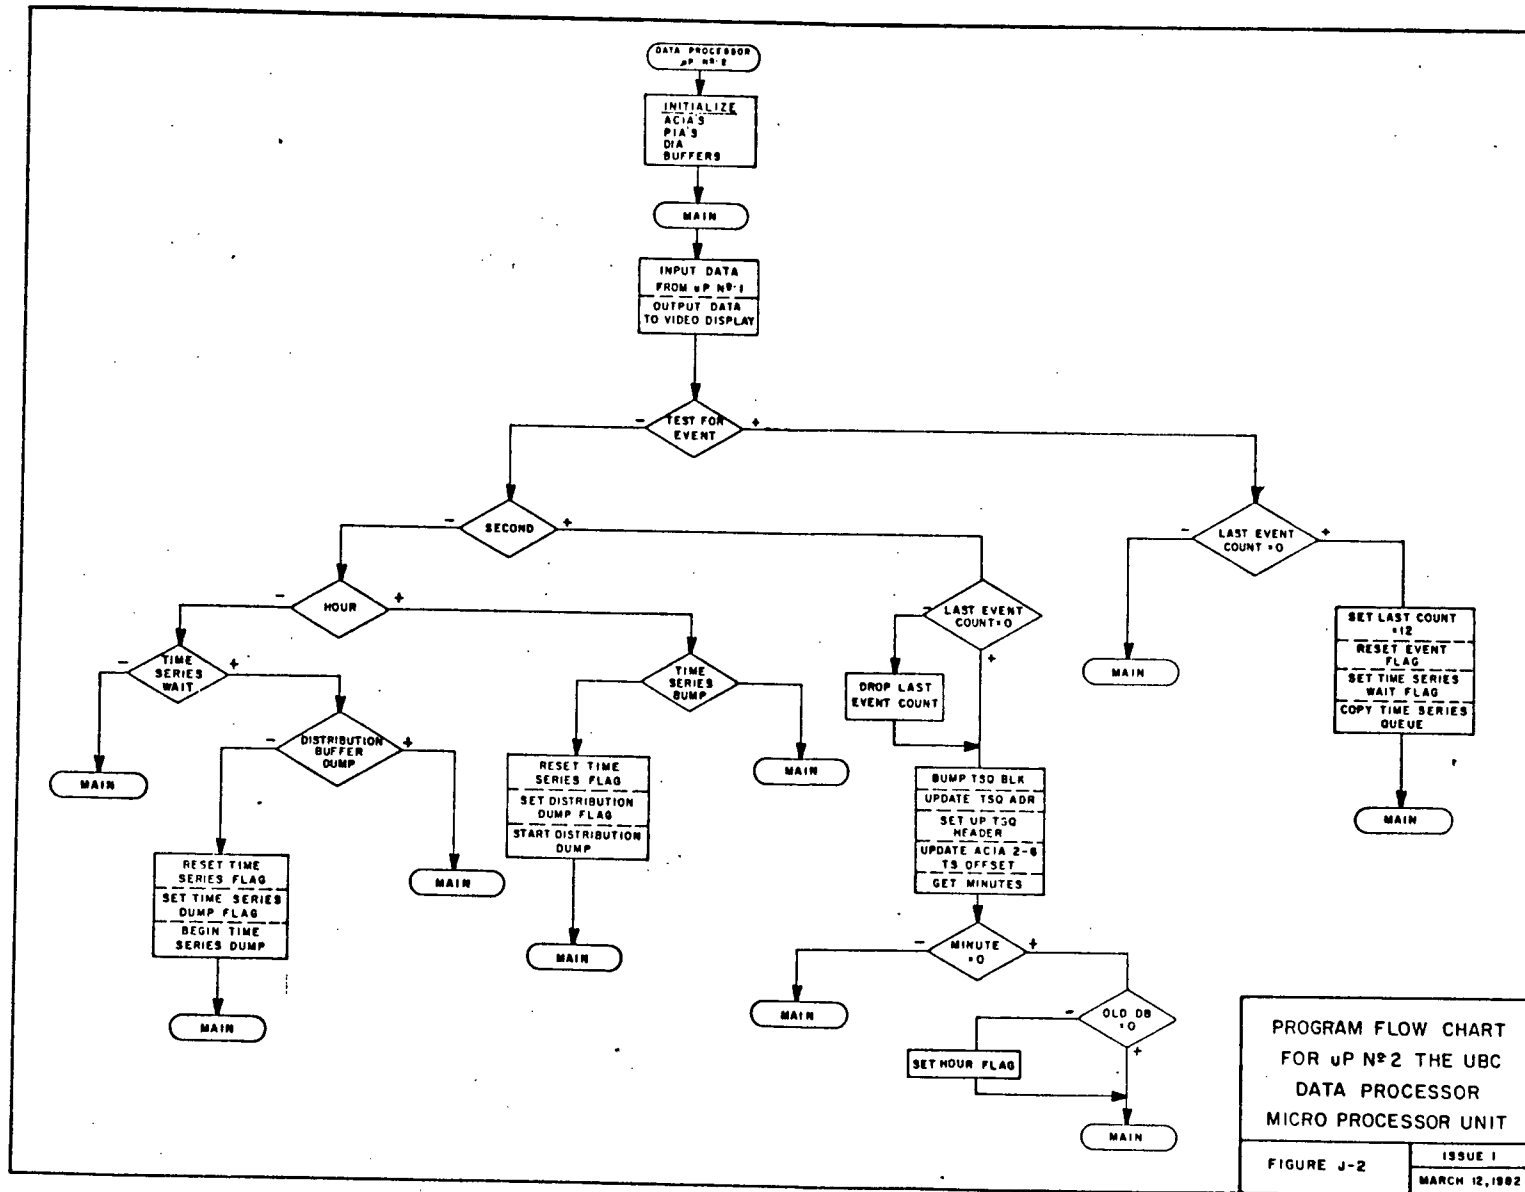 DATA PROCESSOR
uP Nº·2
INITIALIZE
ACIA'S
PIA'S
DIA
BUFFERS
MAIN
INPUT DATA
FROM uP Nº·1
OUTPUT DATA
TO VIDEO DISPLAY
- TEST FOR +
EVENT
- SECOND +
- LAST EVENT +
COUNT=0
- HOUR +
- LAST EVENT
COUNT=0
+
SET LAST COUNT
=12
RESET EVENT
FLAG
SET TIME SERIES
WAIT FLAG
COPY TIME SERIES
QUEUE
- TIME +
SERIES
WAIT
- TIME +
SERIES
BUMP
DROP LAST
EVENT COUNT
MAIN
- DISTRIBUTION +
BUFFER
DUMP
MAIN
RESET TIME
SERIES FLAG
SET DISTRIBUTION
DUMP FLAG
START DISTRIBUTION
DUMP
MAIN
BUMP TSQ BLK
UPDATE TSQ ADR
SET UP TSQ
HEADER
UPDATE ACIA 2-6
TS OFFSET
GET MINUTES
MAIN
RESET TIME
SERIES FLAG
SET TIME SERIES
DUMP FLAG
BEGIN TIME
SERIES DUMP
MAIN
MAIN
- MINUTE +
=0
MAIN
MAIN
- OLD DB
=0
+
SET HOUR FLAG
MAIN
MAIN
PROGRAM FLOW CHART
FOR uP Nº 2 THE UBC
DATA PROCESSOR
MICRO PROCESSOR UNIT
FIGURE J-2
ISSUE 1
MARCH 12, 1982